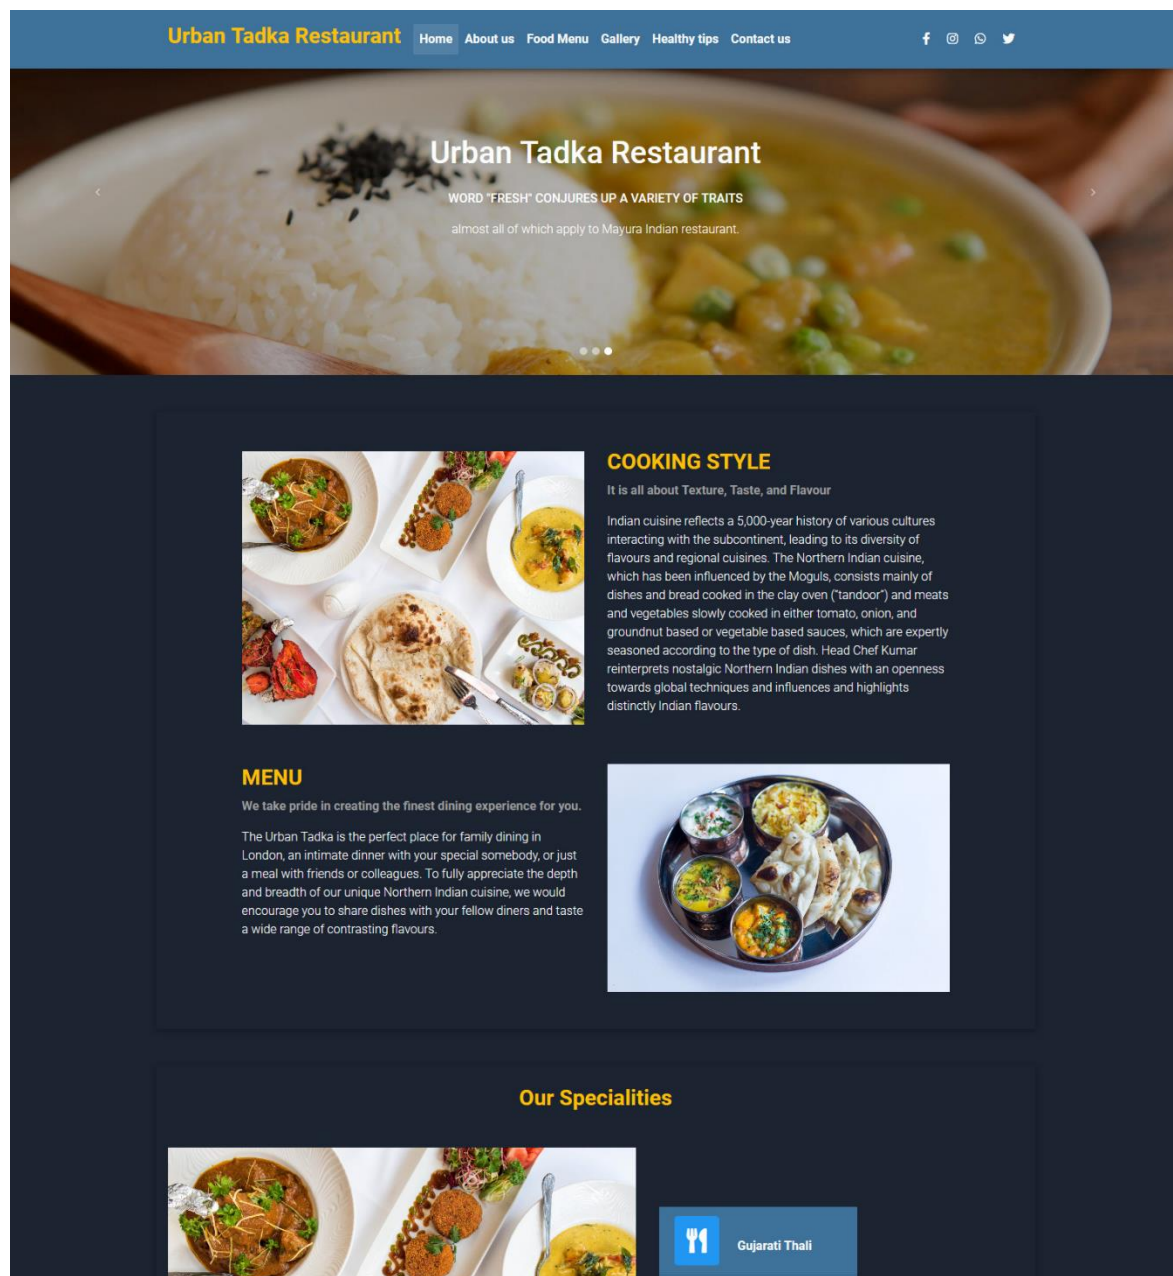 Urban Tadka Restaurant Home About us Food Menu Gallery Healthy tips Contact us
Urban Tadka Restaurant
WORD "FRESH" CONJURES UP A VARIETY OF TRAITS
almost all of which apply to Mayura Indian restaurant.
COOKING STYLE
It is all about Texture, Taste, and Flavour
Indian cuisine reflects a 5,000-year history of various cultures
interacting with the subcontinent, leading to its diversity of
flavours and regional cuisines. The Northern Indian cuisine,
which has been influenced by the Moguls, consists mainly of
dishes and bread cooked in the clay oven ("tandoor") and meats
and vegetables slowly cooked in either tomato, onion, and
groundnut based or vegetable based sauces, which are expertly
seasoned according to the type of dish. Head Chef Kumar
reinterprets nostalgic Northern Indian dishes with an openness
towards global techniques and influences and highlights
distinctly Indian flavours.
MENU
We take pride in creating the finest dining experience for you.
The Urban Tadka is the perfect place for family dining in
London, an intimate dinner with your special somebody, or just
a meal with friends or colleagues. To fully appreciate the depth
and breadth of our unique Northern Indian cuisine, we would
encourage you to share dishes with your fellow diners and taste
a wide range of contrasting flavours.
Our Specialities
Gujarati Thali